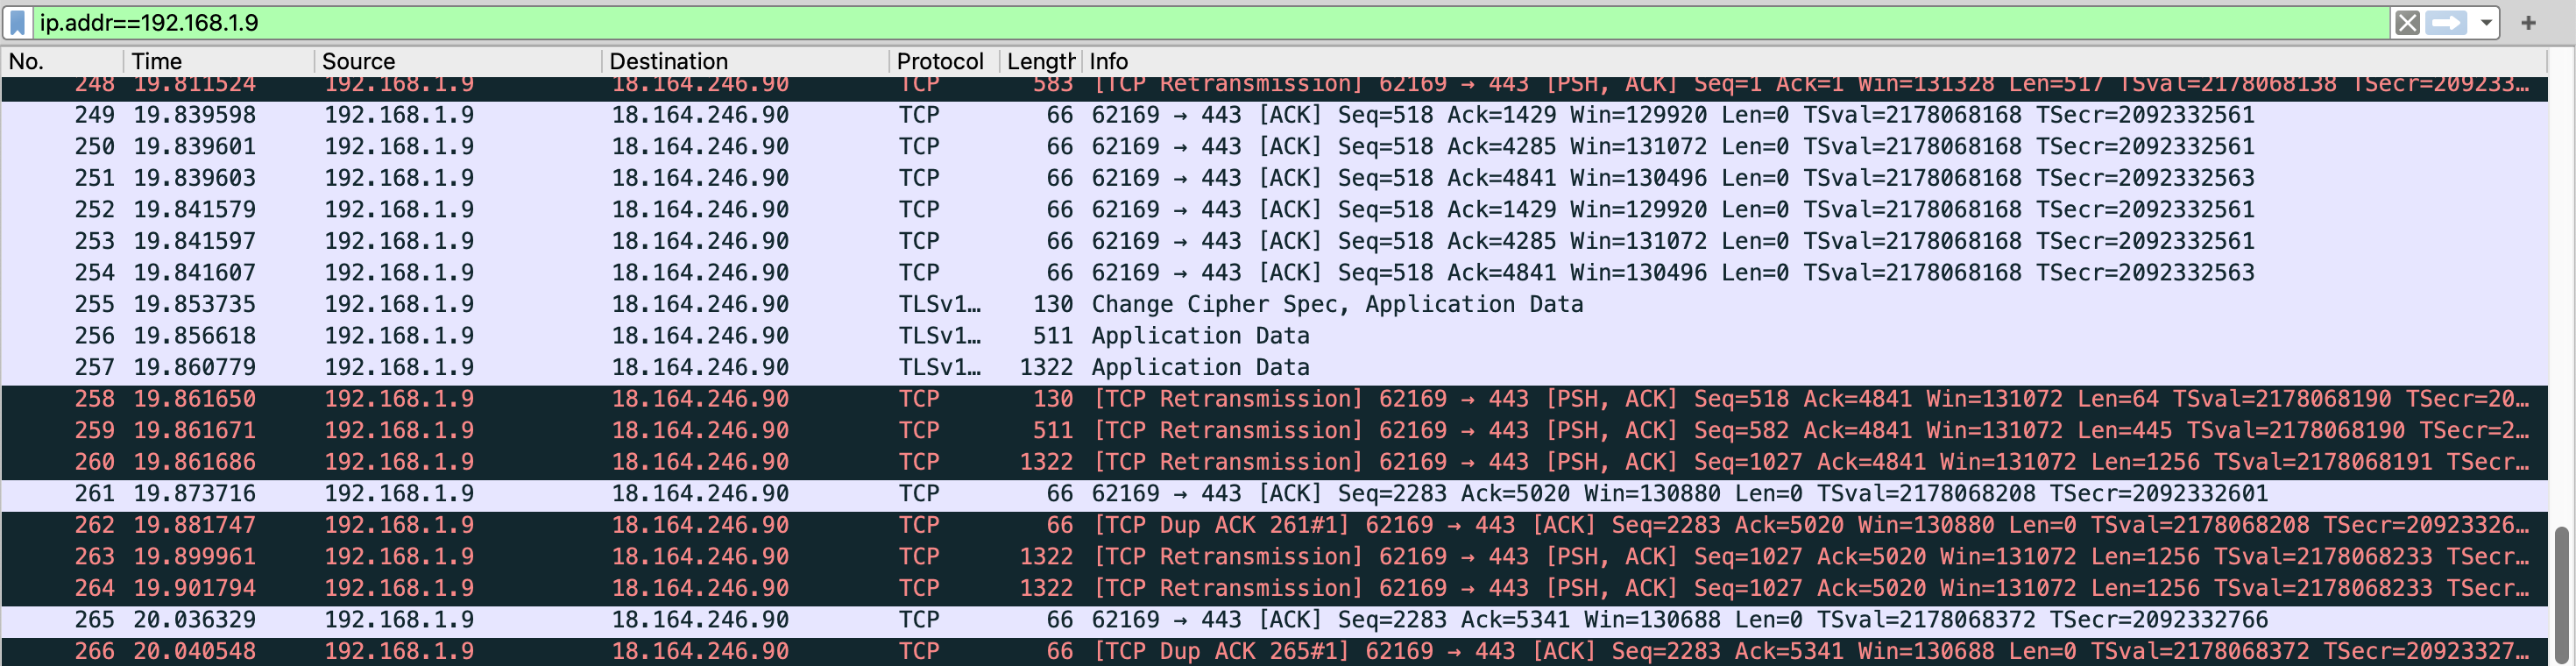 ip.addr==192.168.1.9
No. Time Source Destination Protocol Length Info
248 19.811524 192.168.1.9 18.164.246.90 TCP 583 [TCP Retransmission] 62169 → 443 [PSH, ACK] Seq=1 Ack=1 Win=131328 Len=517 TSval=2178068138 TSecr=209233…
249 19.839598 192.168.1.9 18.164.246.90 TCP 66 62169 → 443 [ACK] Seq=518 Ack=1429 Win=129920 Len=0 TSval=2178068168 TSecr=2092332561
250 19.839601 192.168.1.9 18.164.246.90 TCP 66 62169 → 443 [ACK] Seq=518 Ack=4285 Win=131072 Len=0 TSval=2178068168 TSecr=2092332561
251 19.839603 192.168.1.9 18.164.246.90 TCP 66 62169 → 443 [ACK] Seq=518 Ack=4841 Win=130496 Len=0 TSval=2178068168 TSecr=2092332563
252 19.841579 192.168.1.9 18.164.246.90 TCP 66 62169 → 443 [ACK] Seq=518 Ack=1429 Win=129920 Len=0 TSval=2178068168 TSecr=2092332561
253 19.841597 192.168.1.9 18.164.246.90 TCP 66 62169 → 443 [ACK] Seq=518 Ack=4285 Win=131072 Len=0 TSval=2178068168 TSecr=2092332561
254 19.841607 192.168.1.9 18.164.246.90 TCP 66 62169 → 443 [ACK] Seq=518 Ack=4841 Win=130496 Len=0 TSval=2178068168 TSecr=2092332563
255 19.853735 192.168.1.9 18.164.246.90 TLSv1… 130 Change Cipher Spec, Application Data
256 19.856618 192.168.1.9 18.164.246.90 TLSv1… 511 Application Data
257 19.860779 192.168.1.9 18.164.246.90 TLSv1… 1322 Application Data
258 19.861650 192.168.1.9 18.164.246.90 TCP 130 [TCP Retransmission] 62169 → 443 [PSH, ACK] Seq=518 Ack=4841 Win=131072 Len=64 TSval=2178068190 TSecr=20…
259 19.861671 192.168.1.9 18.164.246.90 TCP 511 [TCP Retransmission] 62169 → 443 [PSH, ACK] Seq=582 Ack=4841 Win=131072 Len=445 TSval=2178068190 TSecr=2…
260 19.861686 192.168.1.9 18.164.246.90 TCP 1322 [TCP Retransmission] 62169 → 443 [PSH, ACK] Seq=1027 Ack=4841 Win=131072 Len=1256 TSval=2178068191 TSecr…
261 19.873716 192.168.1.9 18.164.246.90 TCP 66 62169 → 443 [ACK] Seq=2283 Ack=5020 Win=130880 Len=0 TSval=2178068208 TSecr=2092332601
262 19.881747 192.168.1.9 18.164.246.90 TCP 66 [TCP Dup ACK 261#1] 62169 → 443 [ACK] Seq=2283 Ack=5020 Win=130880 Len=0 TSval=2178068208 TSecr=20923326…
263 19.899961 192.168.1.9 18.164.246.90 TCP 1322 [TCP Retransmission] 62169 → 443 [PSH, ACK] Seq=1027 Ack=5020 Win=131072 Len=1256 TSval=2178068233 TSecr…
264 19.901794 192.168.1.9 18.164.246.90 TCP 1322 [TCP Retransmission] 62169 → 443 [PSH, ACK] Seq=1027 Ack=5020 Win=131072 Len=1256 TSval=2178068233 TSecr…
265 20.036329 192.168.1.9 18.164.246.90 TCP 66 62169 → 443 [ACK] Seq=2283 Ack=5341 Win=130688 Len=0 TSval=2178068372 TSecr=2092332766
266 20.040548 192.168.1.9 18.164.246.90 TCP 66 [TCP Dup ACK 265#1] 62169 → 443 [ACK] Seq=2283 Ack=5341 Win=130688 Len=0 TSval=2178068372 TSecr=20923327…